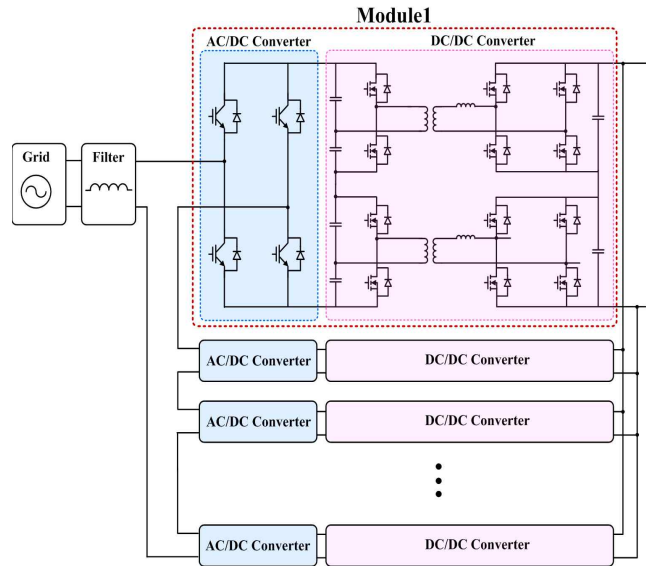 Module1
AC/DC Converter
DC/DC Converter
Grid
Filter
AC/DC Converter
DC/DC Converter
AC/DC Converter
DC/DC Converter
AC/DC Converter
DC/DC Converter